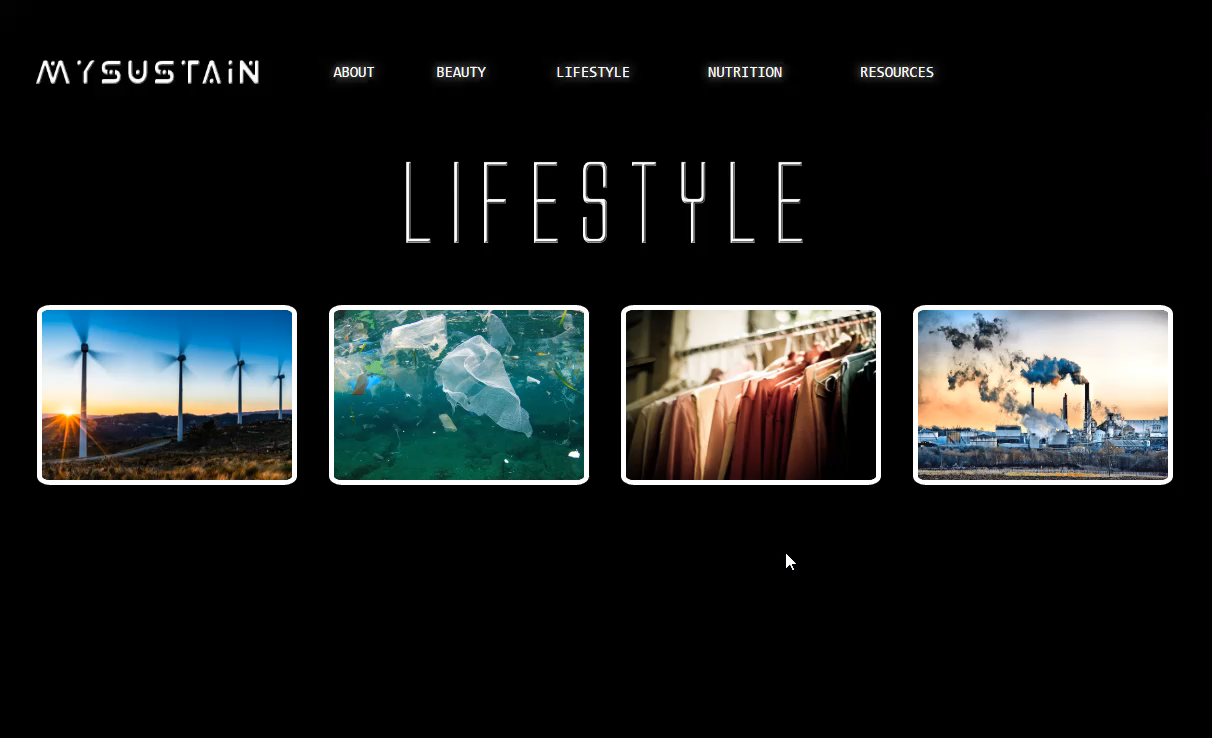 MYSUSTAiN
ABOUT BEAUTY LIFESTYLE NUTRITION RESOURCES
LIFESTYLE